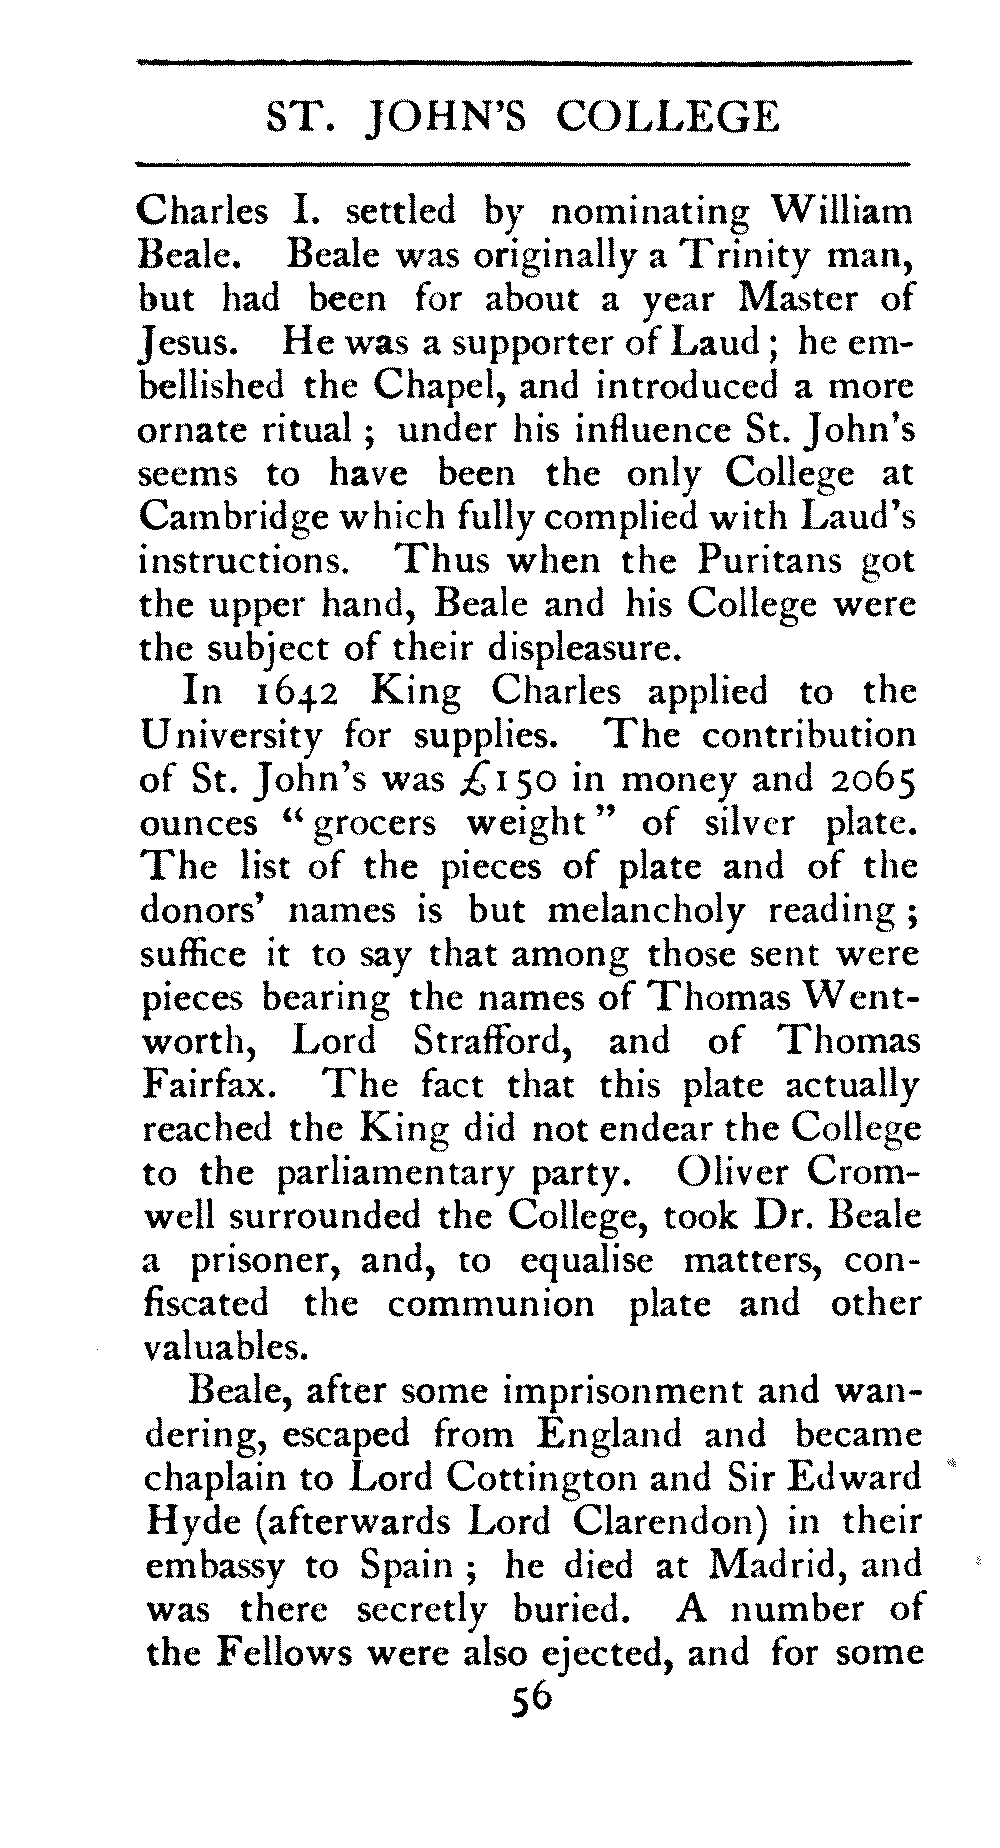 ST. JOHN'S COLLEGE
Charles I. settled by nominating William
Beale. Beale was originally a Trinity man,
but had been for about a year Master of
Jesus. He was a supporter of Laud ; he em-
bellished the Chapel, and introduced a more
ornate ritual ; under his influence St. John's
seems to have been the only College at
Cambridge which fully complied with Laud's
instructions. Thus when the Puritans got
the upper hand, Beale and his College were
the subject of their displeasure.
In 1642 King Charles applied to the
University for supplies. The contribution
of St. John's was £150 in money and 2065
ounces " grocers weight " of silver plate.
The list of the pieces of plate and of the
donors' names is but melancholy reading ;
suffice it to say that among those sent were
pieces bearing the names of Thomas Went-
worth, Lord Strafford, and of Thomas
Fairfax. The fact that this plate actually
reached the King did not endear the College
to the parliamentary party. Oliver Crom-
well surrounded the College, took Dr. Beale
a prisoner, and, to equalise matters, con-
fiscated the communion plate and other
valuables.
Beale, after some imprisonment and wan-
dering, escaped from England and became
chaplain to Lord Cottington and Sir Edward
Hyde (afterwards Lord Clarendon) in their
embassy to Spain ; he died at Madrid, and
was there secretly buried. A number of
the Fellows were also ejected, and for some
56